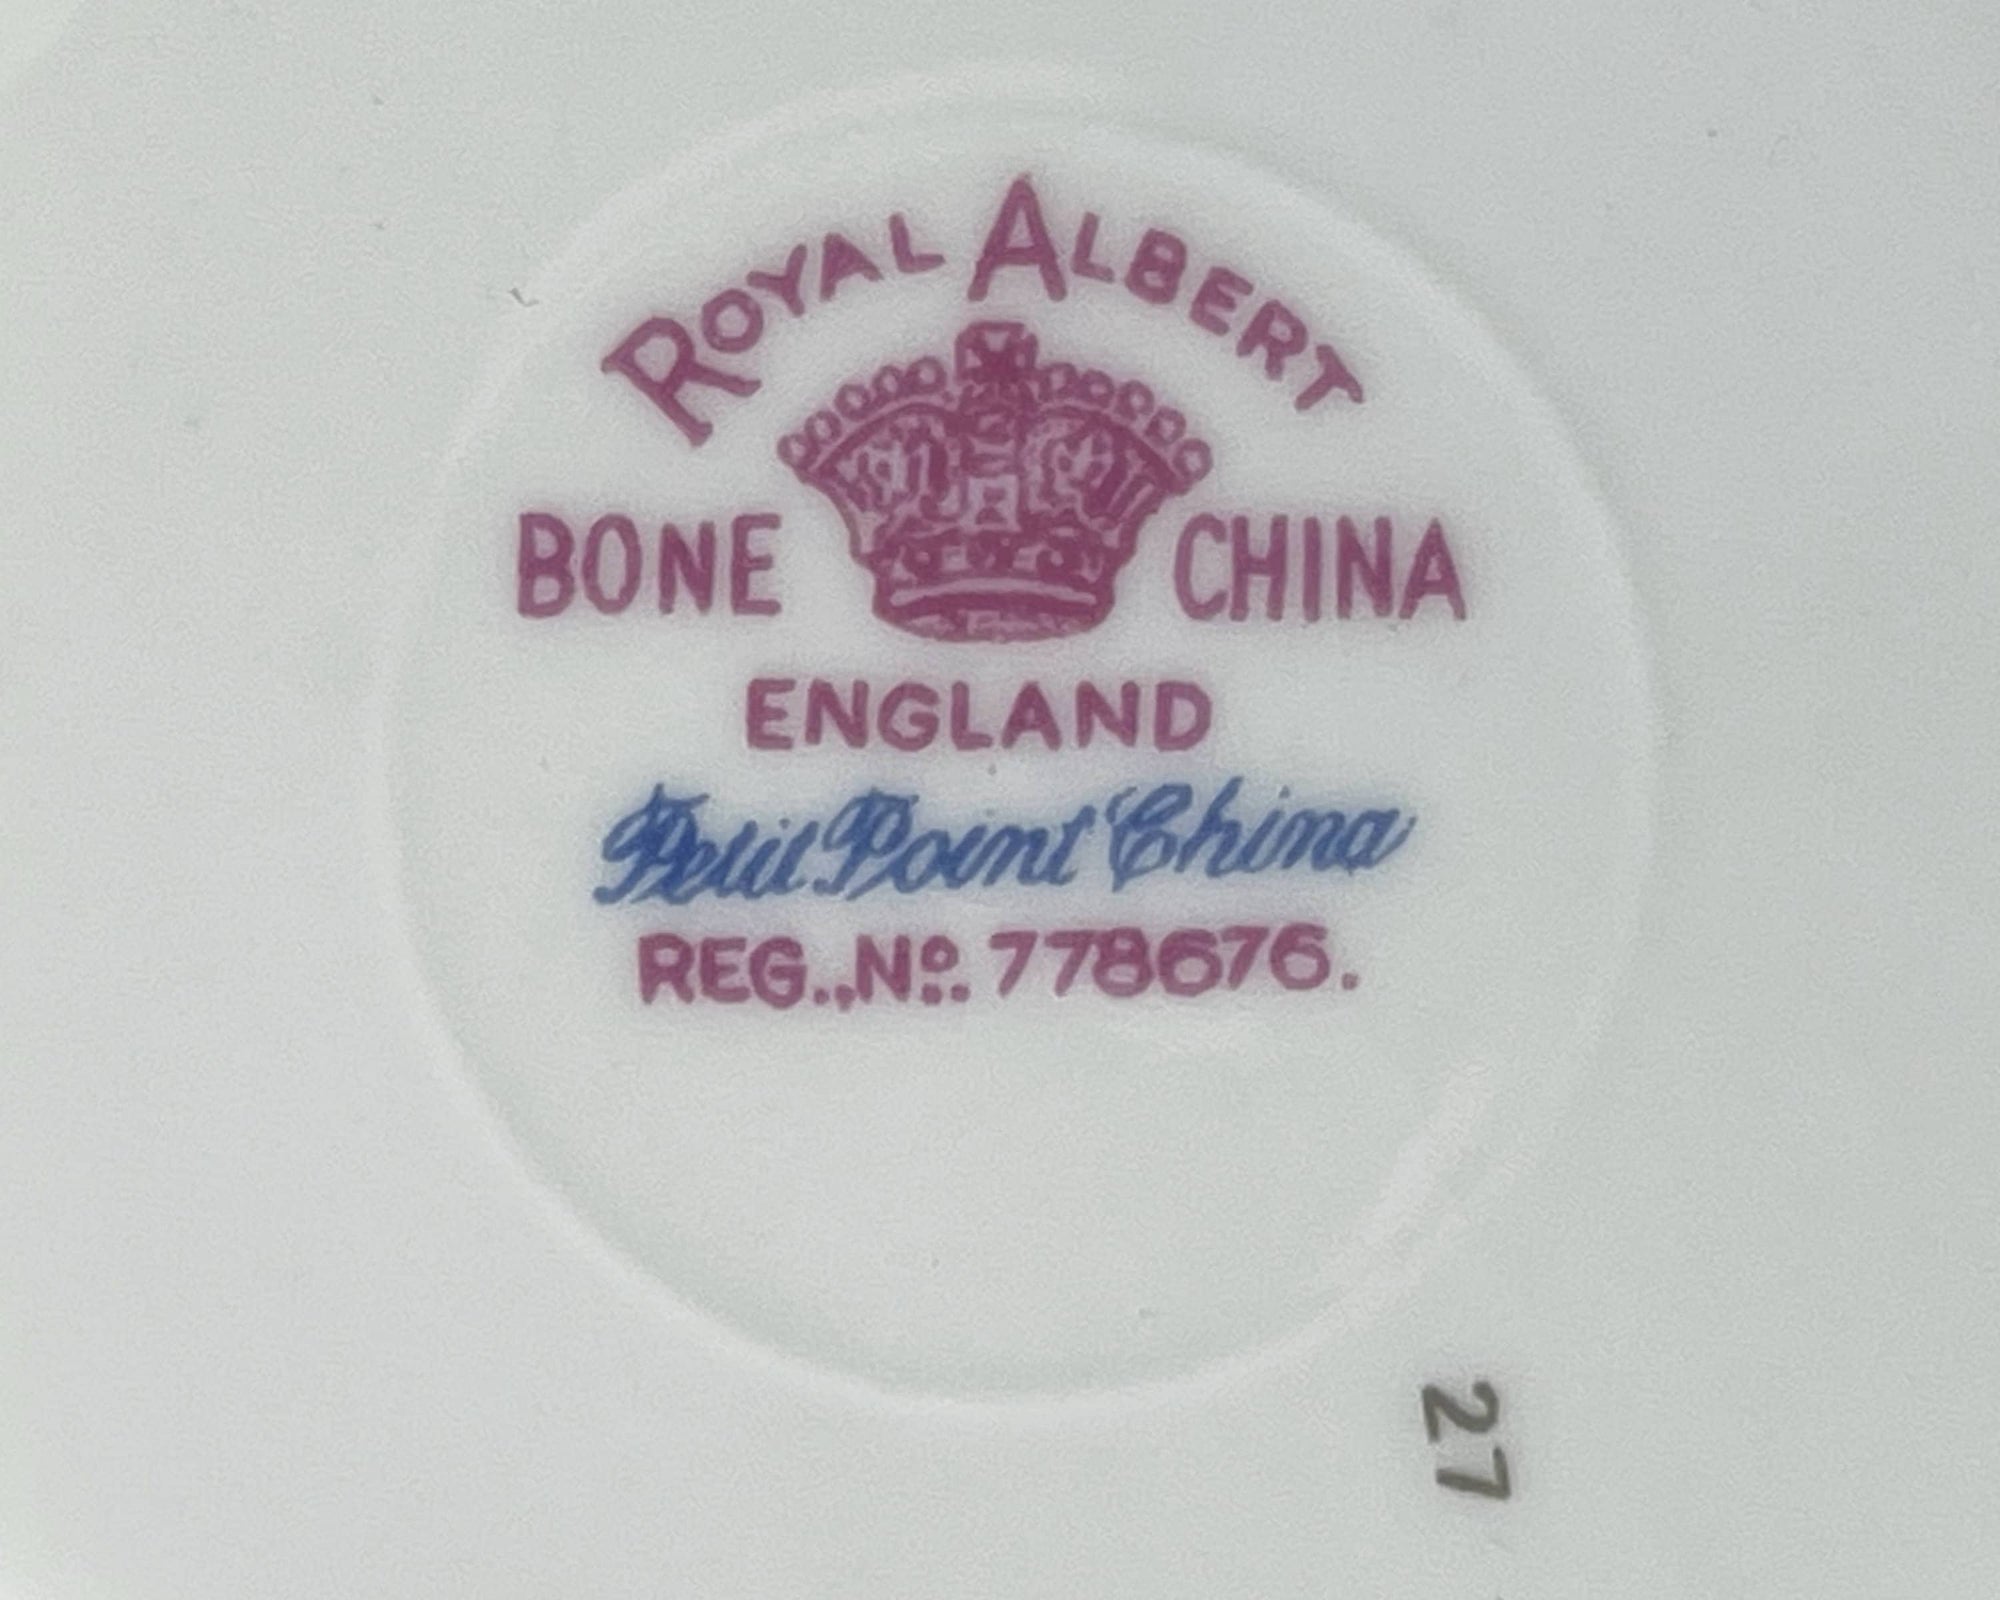 ROYAL ALBERT
BONE CHINA
ENGLAND
Petit Point China
REG., Nº. 778676.
27